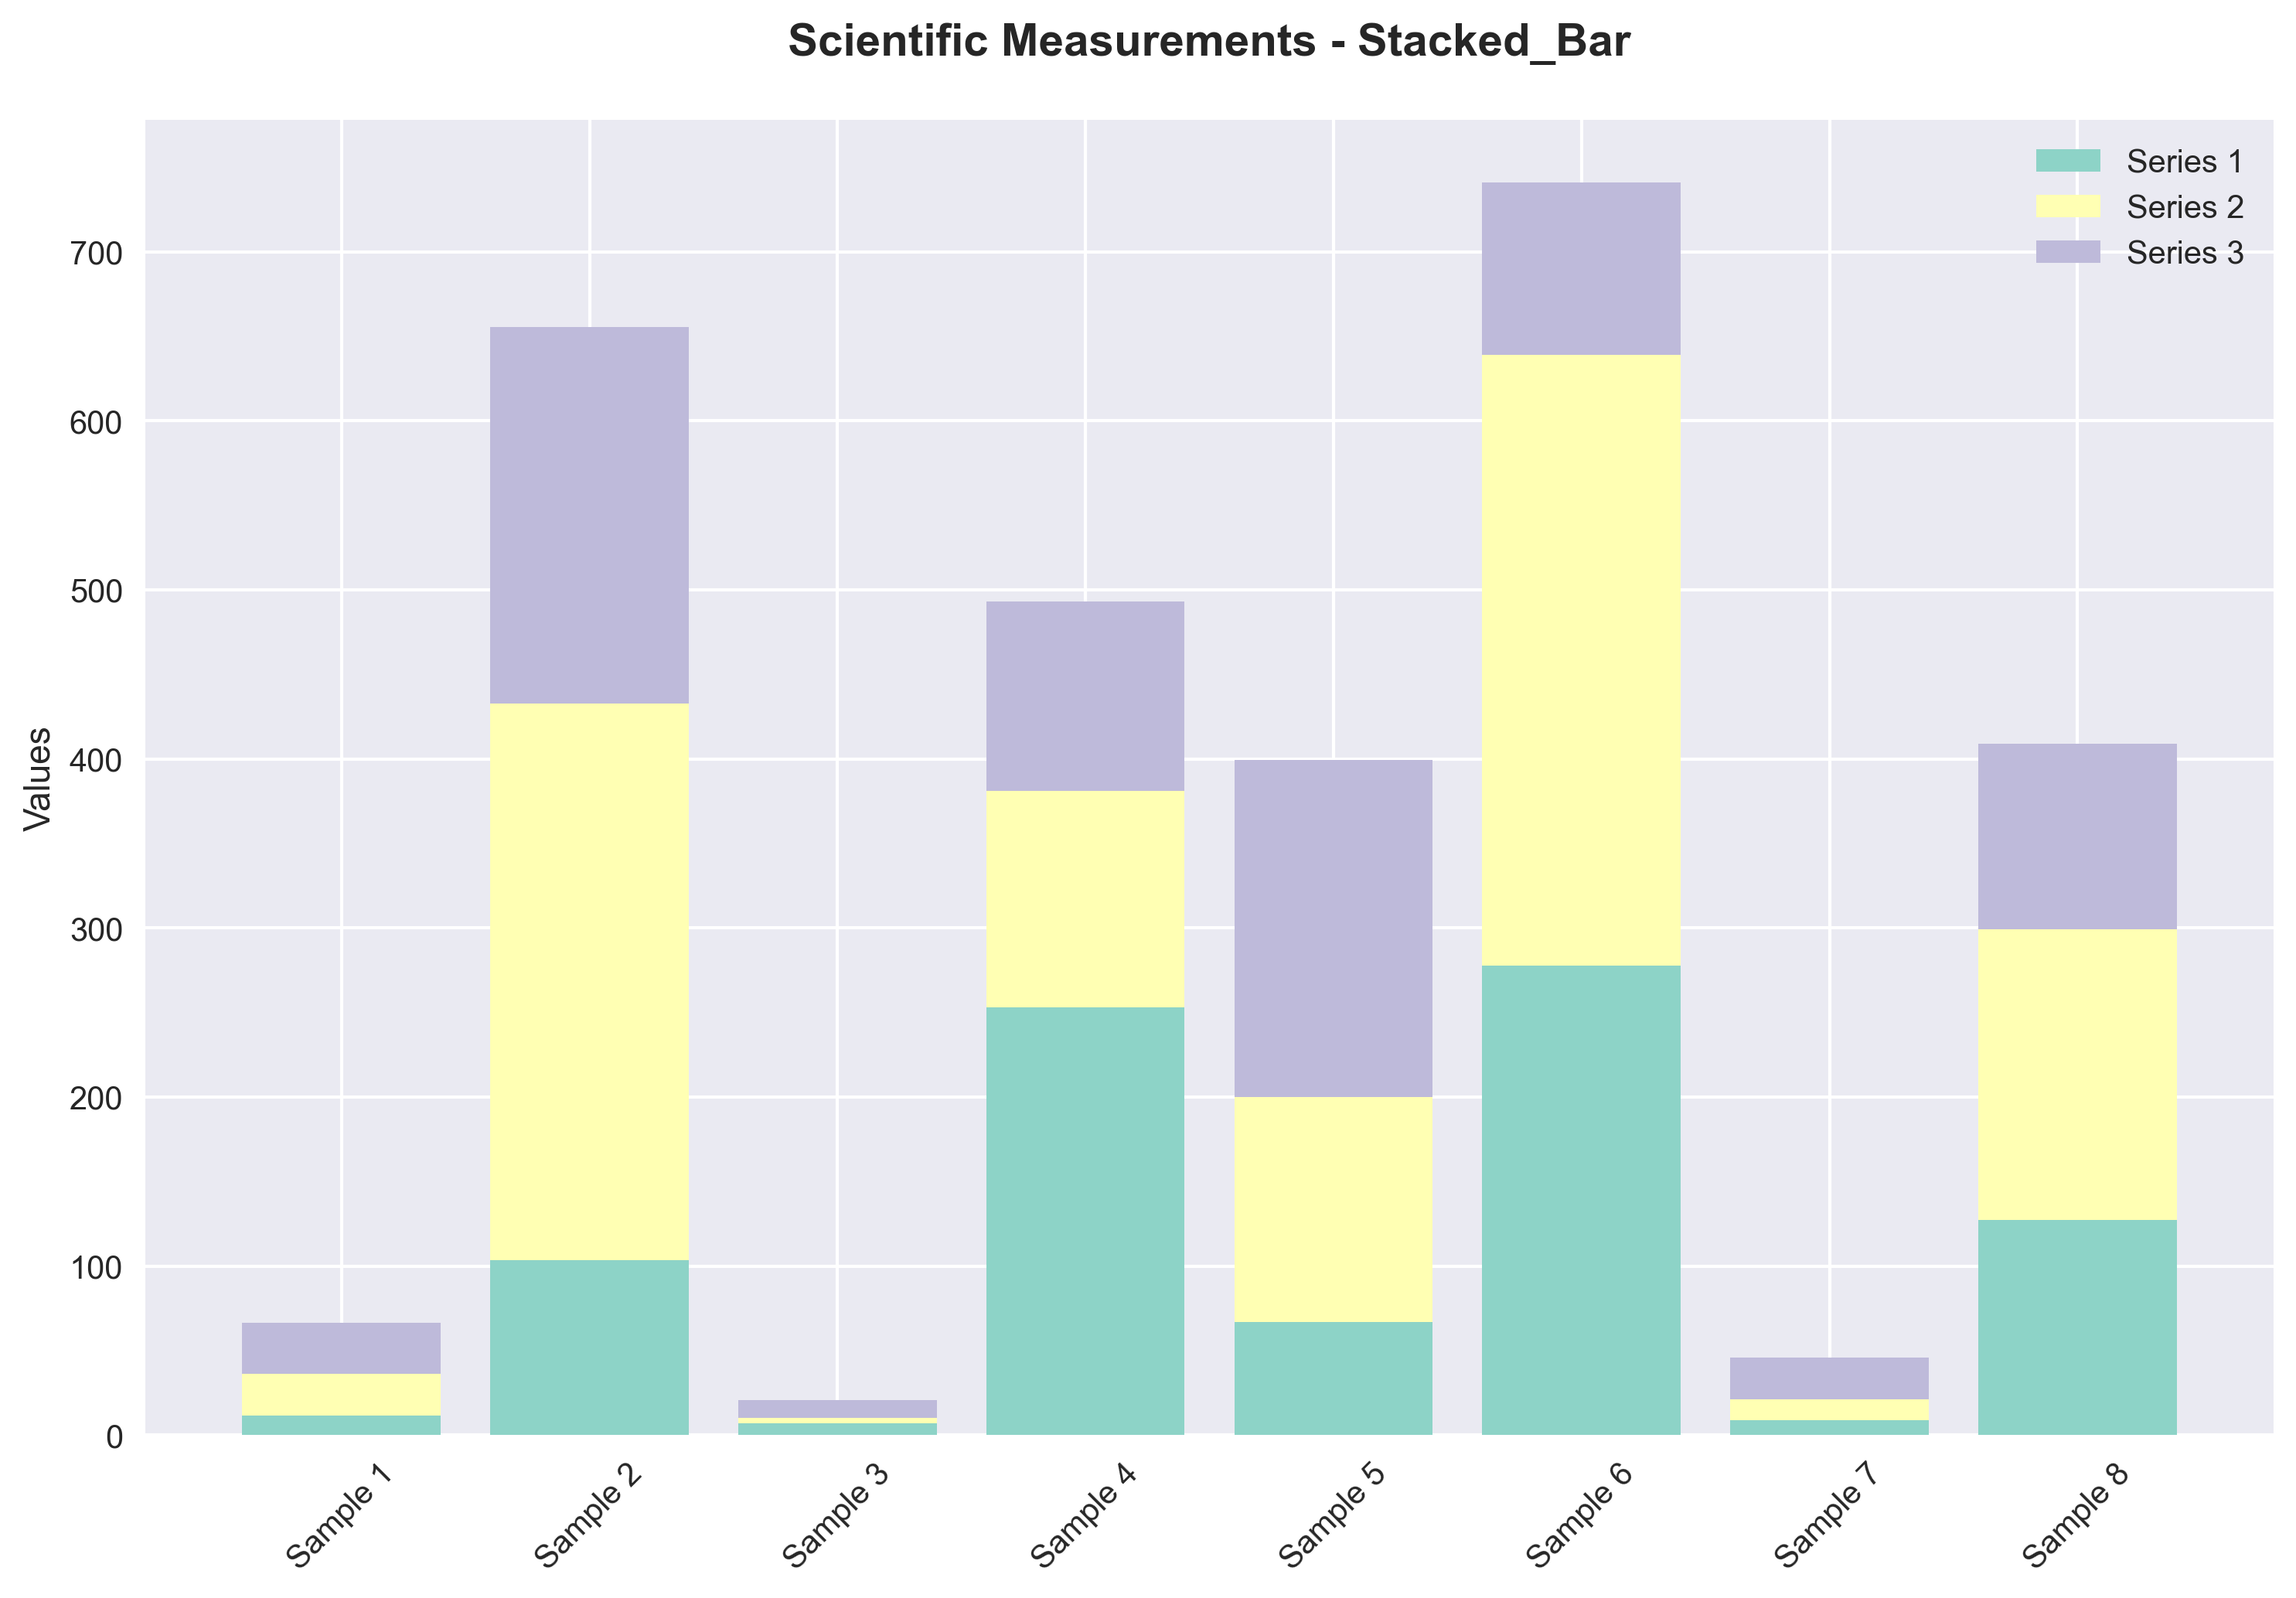 Scientific Measurements - Stacked_Bar
Series 1
Series 2
Series 3
Values
700
600
500
400
300
200
100
0
Sample 1
Sample 2
Sample 3
Sample 4
Sample 5
Sample 6
Sample 7
Sample 8